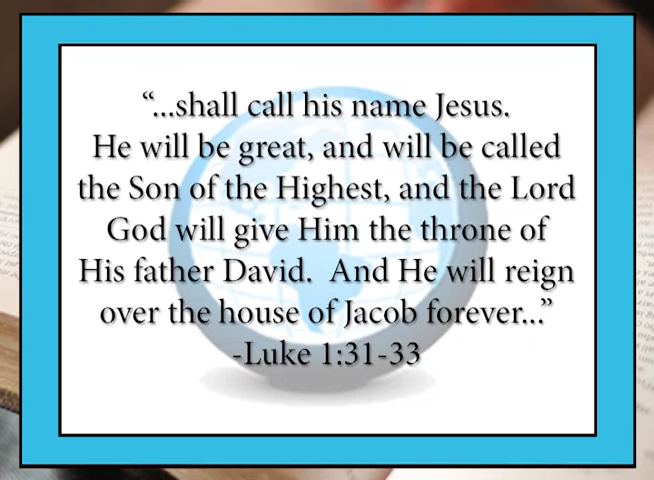 “...shall call his name Jesus.
He will be great, and will be called
the Son of the Highest, and the Lord
God will give Him the throne of
His father David.  And He will reign
over the house of Jacob forever...”
-Luke 1:31-33